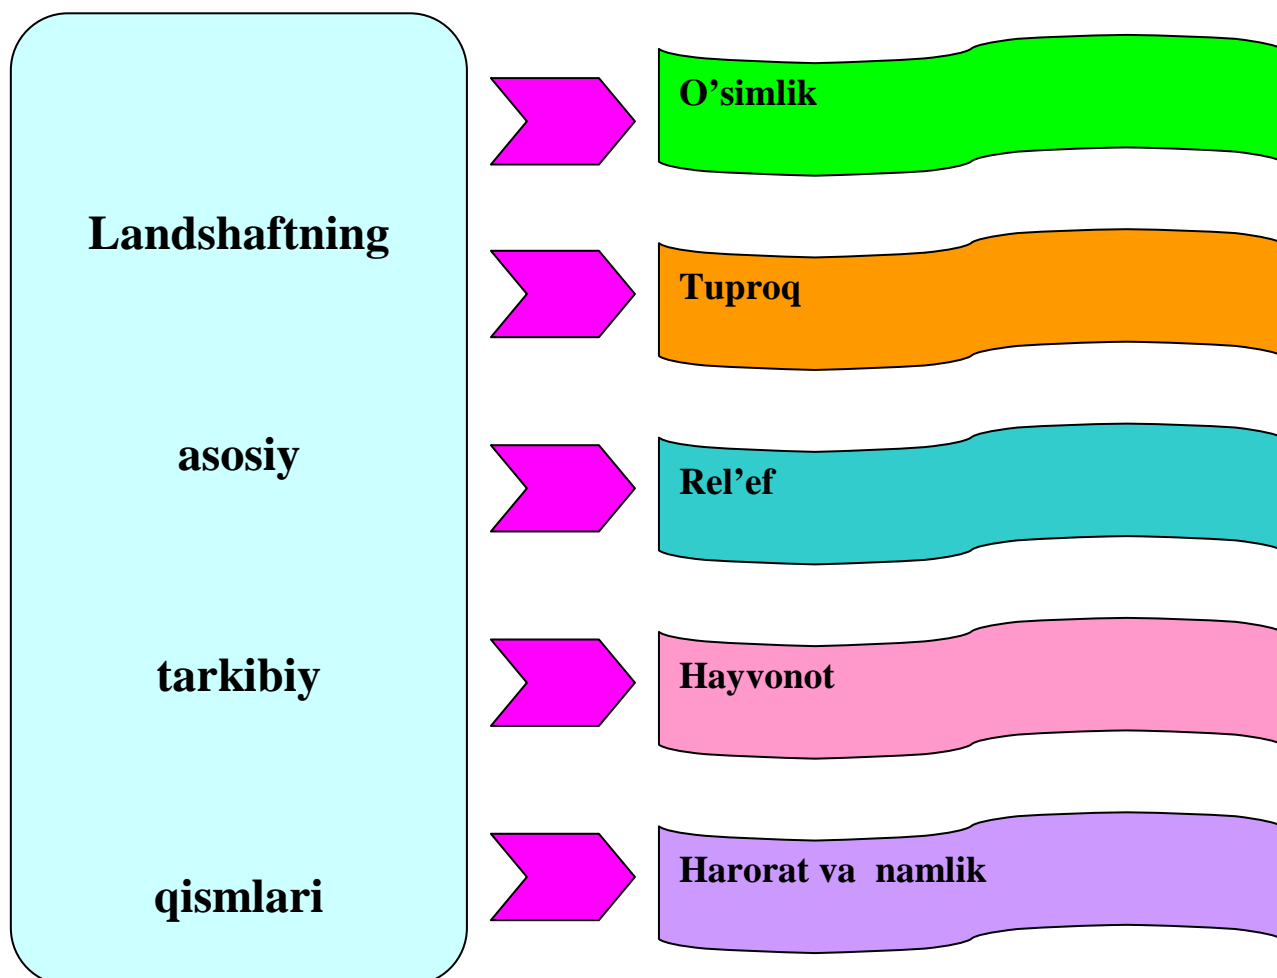 Landshaftning
asosiy
tarkibiy
qismlari
O’simlik
Tuproq
Rel’ef
Hayvonot
Harorat va  namlik